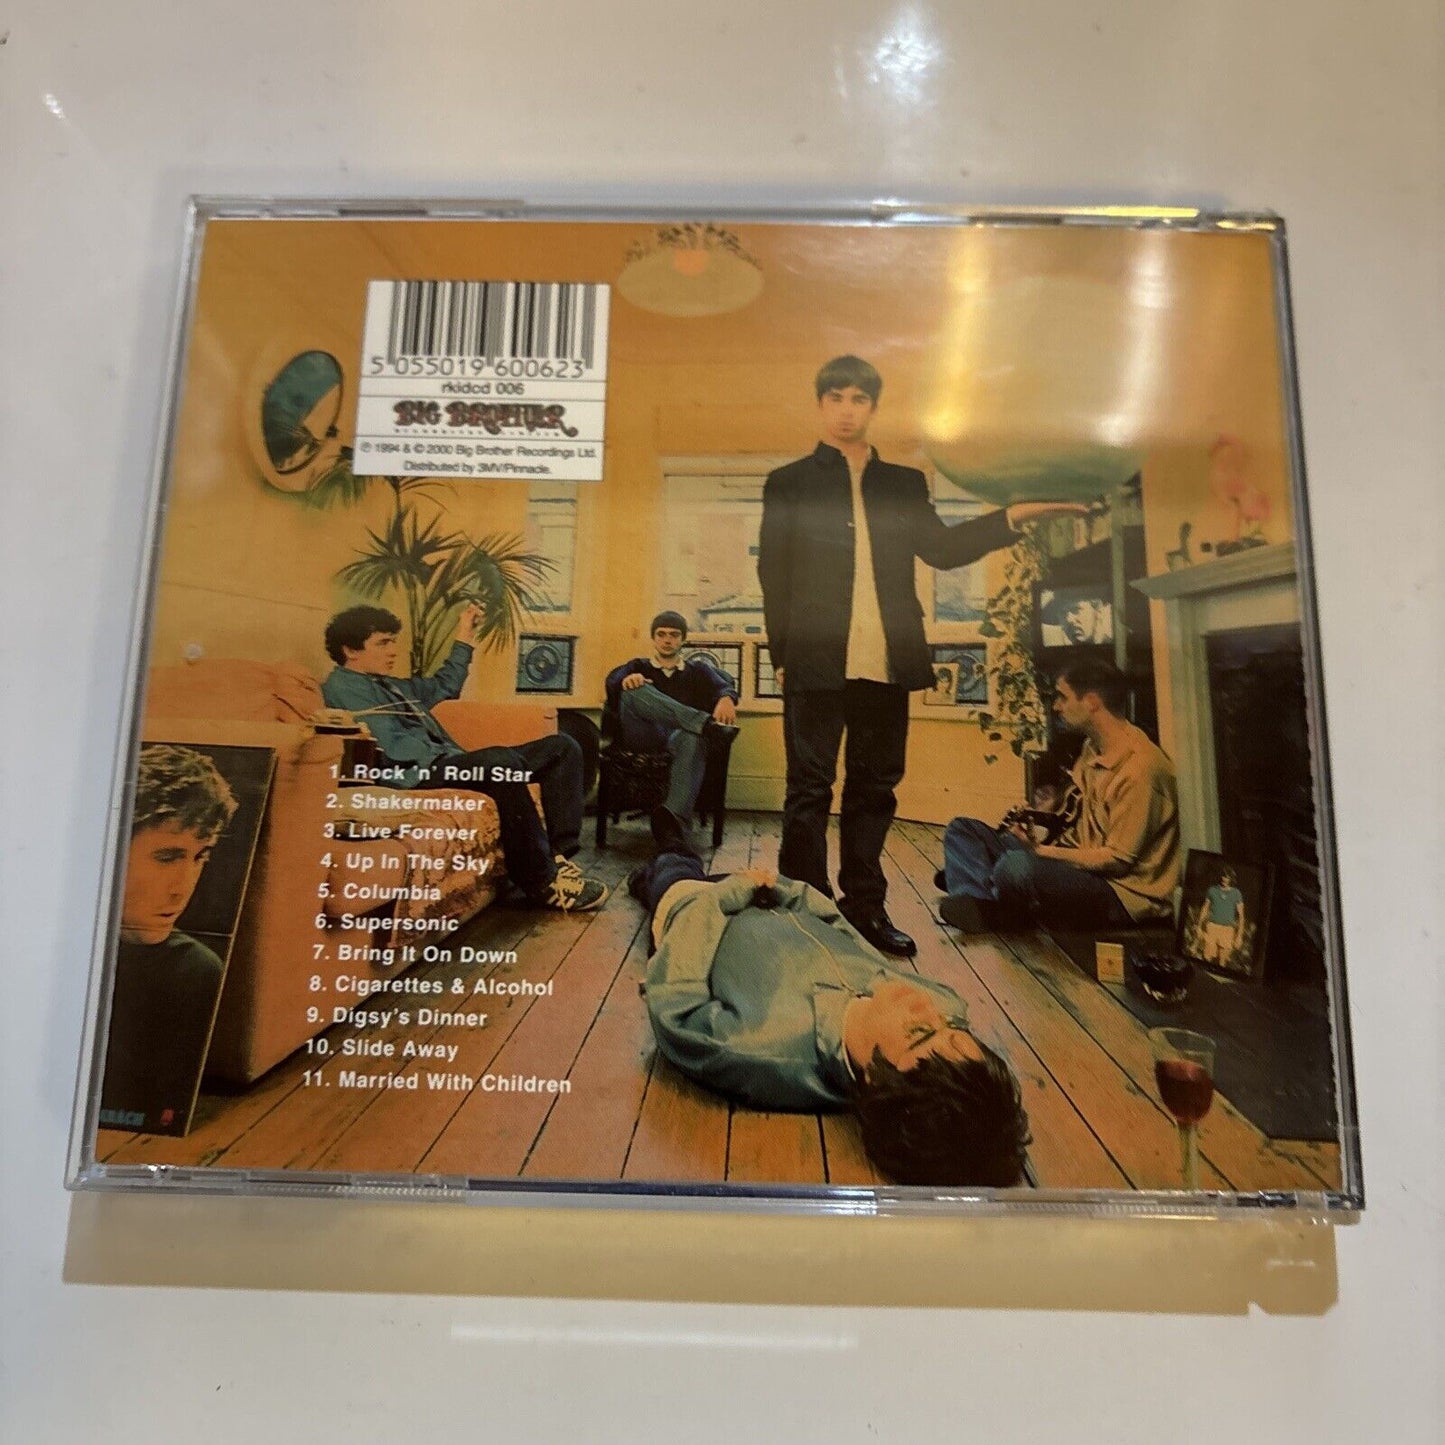 5 055019 600623
rkidcd 006
BIG BROTHER
℗ 1994 & © 2000 Big Brother Recordings Ltd.
Distributed by 3MV/Pinnacle.
1. Rock 'n' Roll Star
2. Shakermaker
3. Live Forever
4. Up In The Sky
5. Columbia
6. Supersonic
7. Bring It On Down
8. Cigarettes & Alcohol
9. Digsy's Dinner
10. Slide Away
11. Married With Children